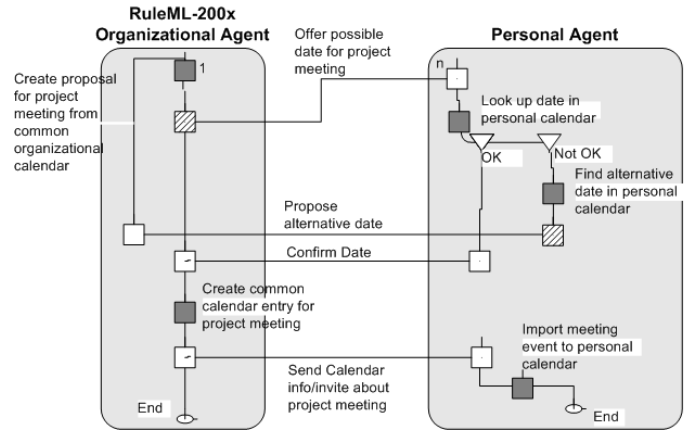 RuleML-200x
Organizational Agent
Offer possible
date for project
meeting
Personal Agent
Create proposal
for project
meeting from
common
organizational
calendar
1
n
Look up date in
personal calendar
OK
Not OK
Find alternative
date in personal
calendar
Propose
alternative date
Confirm Date
Create common
calendar entry for
project meeting
Import meeting
event to personal
calendar
Send Calendar
info/invite about
project meeting
End
End